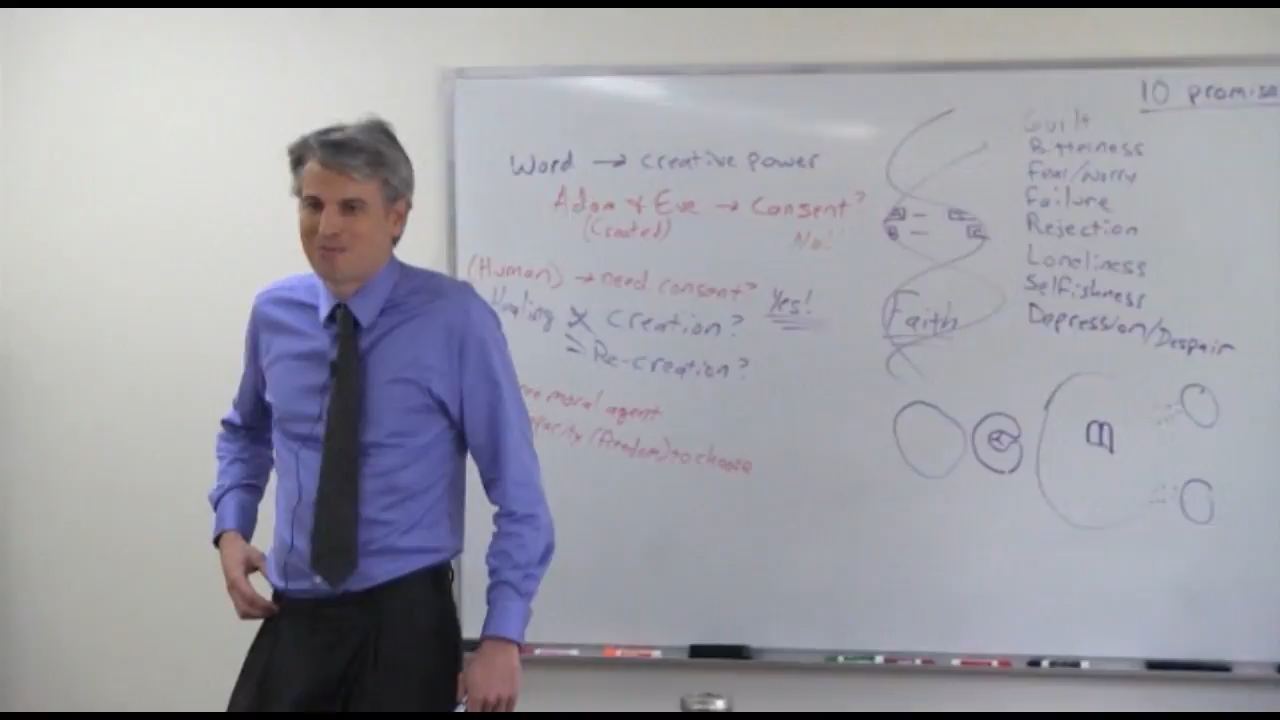 Word → creative power
Adam & Eve → Consent?
(Created) No!
(Human) → need consent? Yes!
Healing X creation?
= Re-creation?
moral agent
(freedom) to choose
10 promise
Guilt
Bitterness
Fear/Worry
Failure
Rejection
Loneliness
Selfishness
Depression/Despair
Faith